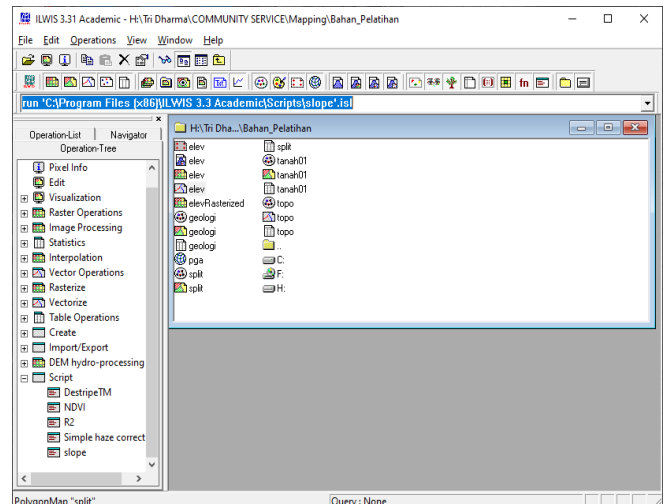 ILWIS 3.31 Academic - H:\Tri Dharma\COMMUNITY SERVICE\Mapping\Bahan_Pelatihan
File Edit Operations View Window Help
fn
run 'C:\Program Files (x86)\ILWIS 3.3 Academic\Scripts\slope'.isl
Operation-List Navigator
Operation-Tree
Pixel Info
Edit
Visualization
Raster Operations
Image Processing
Statistics
Interpolation
Vector Operations
Rasterize
Vectorize
Table Operations
Create
Import/Export
DEM hydro-processing
Script
DestripeTM
NDVI
R2
Simple haze correct
slope
H:\Tri Dha...\Bahan_Pelatihan
elev
elev
elev
elev
elevRasterized
geologi
geologi
geologi
pga
split
split
split
tanah01
tanah01
tanah01
topo
topo
topo
..
C:
F:
H:
PolygonMap "split"
Query : None